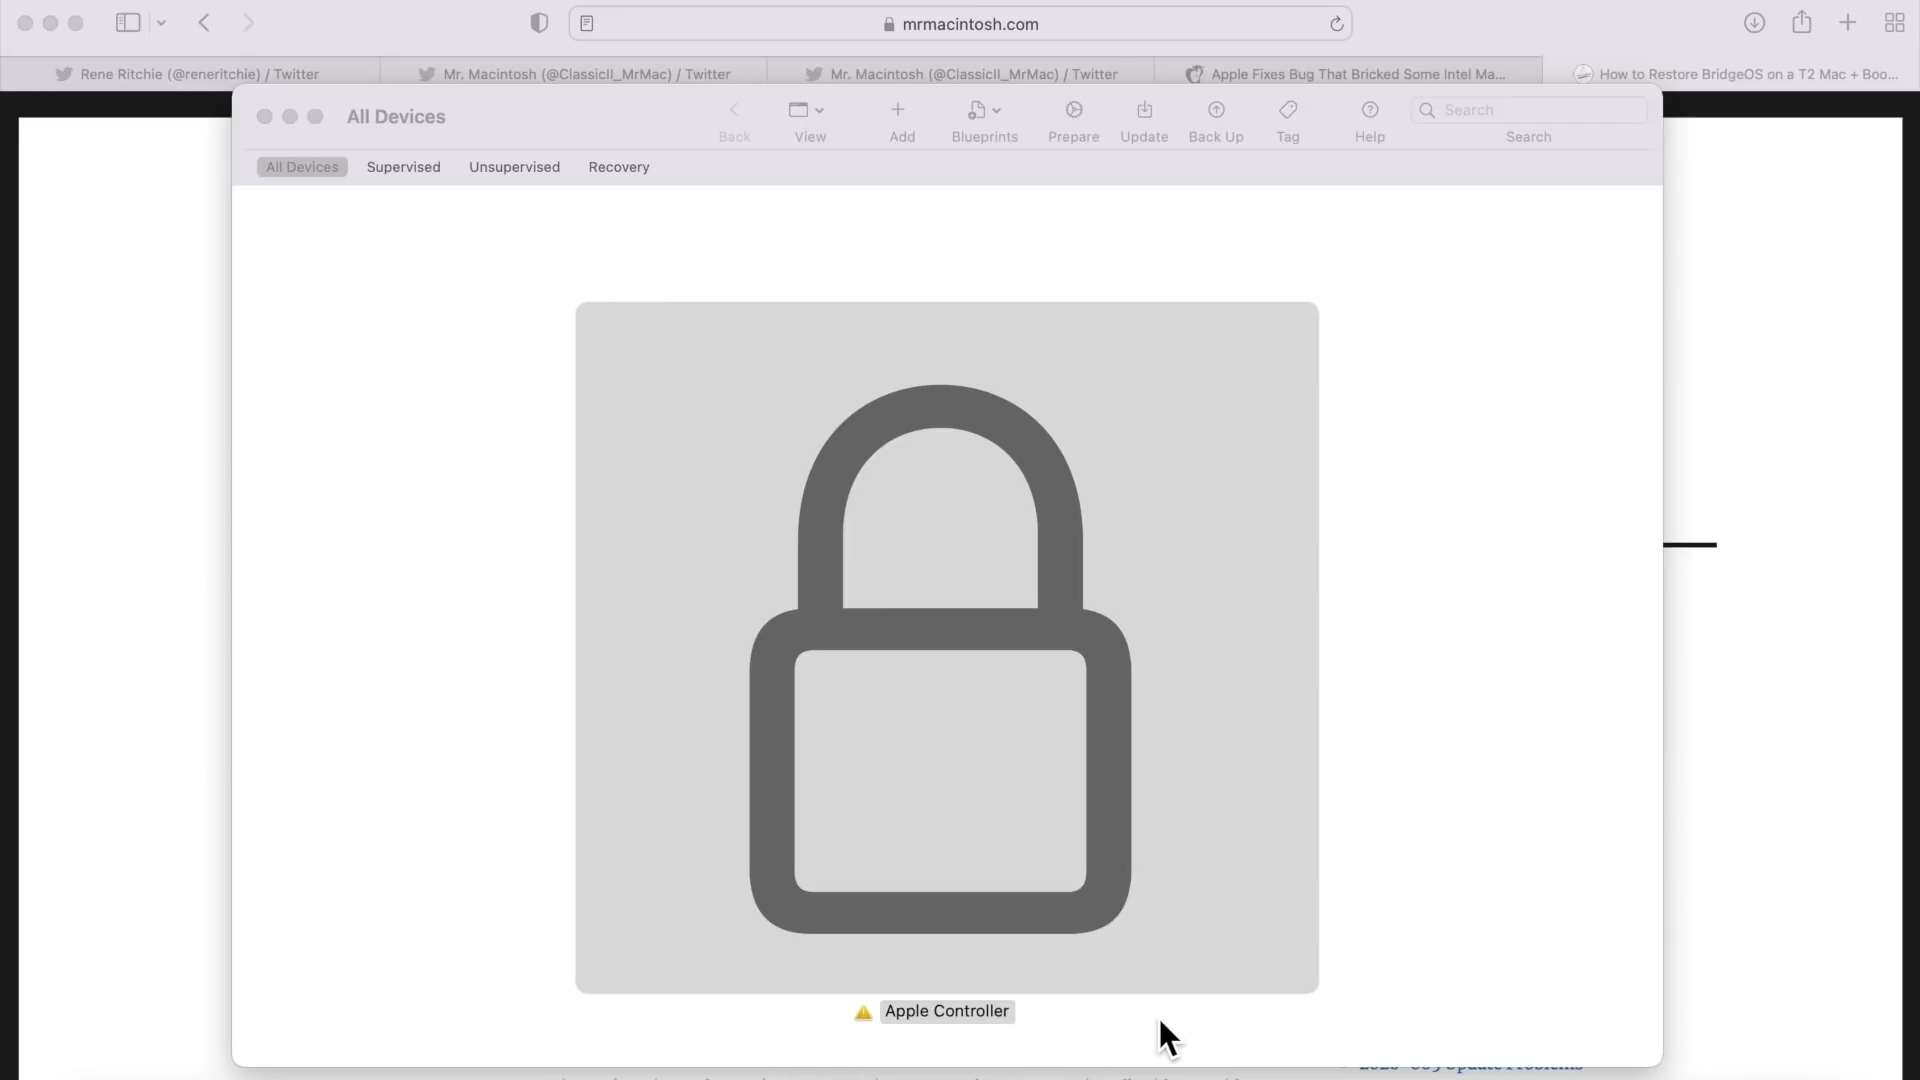 mrmacintosh.com
Rene Ritchie (@reneritchie) / Twitter
Mr. Macintosh (@ClassicII_MrMac) / Twitter
Mr. Macintosh (@ClassicII_MrMac) / Twitter
Apple Fixes Bug That Bricked Some Intel Ma...
How to Restore BridgeOS on a T2 Mac + Boo...
All Devices
Back
View
Add
Blueprints
Prepare
Update
Back Up
Tag
Help
Search
Search
All Devices
Supervised
Unsupervised
Recovery
Apple Controller